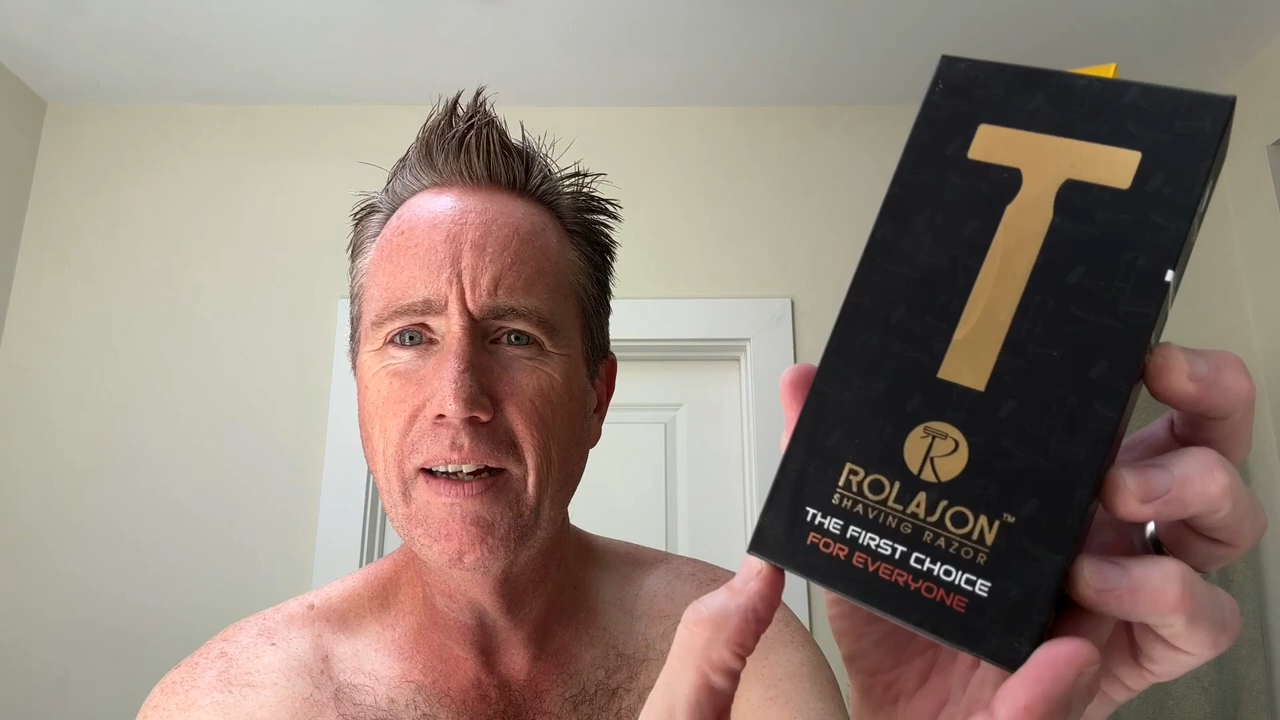 R
ROLASON™
SHAVING RAZOR
THE FIRST CHOICE
FOR EVERYONE